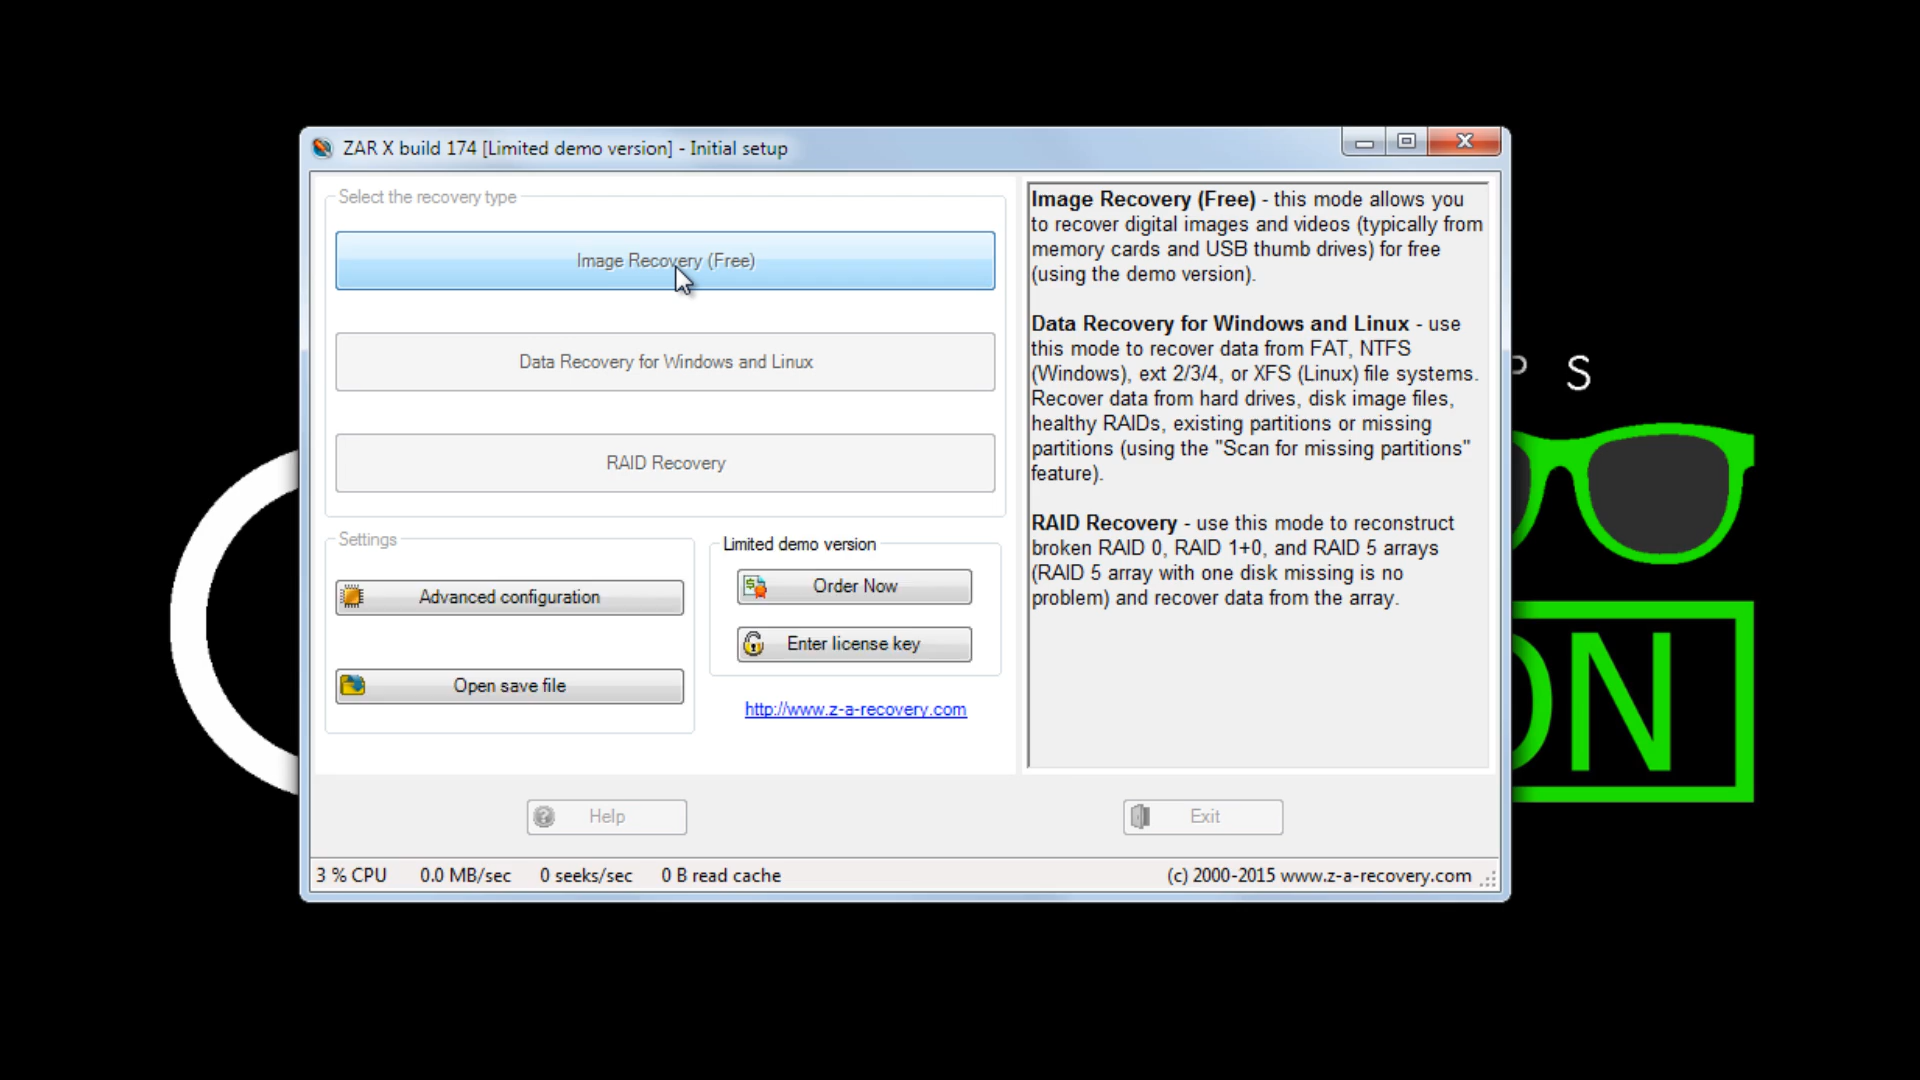 ZAR X build 174 [Limited demo version] - Initial setup
Select the recovery type
Image Recovery (Free)
Data Recovery for Windows and Linux
RAID Recovery
Settings
Advanced configuration
Open save file
Limited demo version
Order Now
Enter license key
http://www.z-a-recovery.com
Image Recovery (Free) - this mode allows you
to recover digital images and videos (typically from
memory cards and USB thumb drives) for free
(using the demo version).
Data Recovery for Windows and Linux - use
this mode to recover data from FAT, NTFS
(Windows), ext 2/3/4, or XFS (Linux) file systems.
Recover data from hard drives, disk image files,
healthy RAIDs, existing partitions or missing
partitions (using the "Scan for missing partitions"
feature).
RAID Recovery - use this mode to reconstruct
broken RAID 0, RAID 1+0, and RAID 5 arrays
(RAID 5 array with one disk missing is no
problem) and recover data from the array.
Help
Exit
3 % CPU 0.0 MB/sec 0 seeks/sec 0 B read cache
(c) 2000-2015 www.z-a-recovery.com
P S
ON